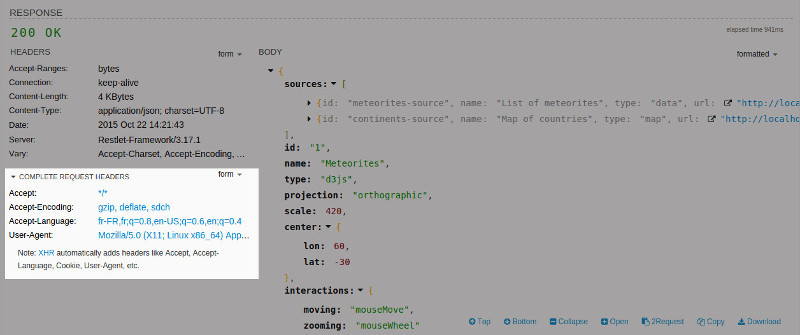 RESPONSE
200 OK
elapsed time 941ms
HEADERS
form
Accept-Ranges: bytes
Connection: keep-alive
Content-Length: 4 KBytes
Content-Type: application/json; charset=UTF-8
Date: 2015 Oct 22 14:21:43
Server: Restlet-Framework/3.17.1
Vary: Accept-Charset, Accept-Encoding, ...
COMPLETE REQUEST HEADERS
form
Accept: */*
Accept-Encoding: gzip, deflate, sdch
Accept-Language: fr-FR,fr;q=0.8,en-US;q=0.6,en;q=0.4
User-Agent: Mozilla/5.0 (X11; Linux x86_64) App...
Note: XHR automatically adds headers like Accept, Accept-
Language, Cookie, User-Agent, etc.
BODY
formatted
{
sources: [
{id: "meteorites-source", name: "List of meteorites", type: "data", url: "http://local
{id: "continents-source", name: "Map of countries", type: "map", url: "http://localho
],
id: "1",
name: "Meteorites",
type: "d3js",
projection: "orthographic",
scale: 420,
center: {
lon: 60,
lat: -30
},
interactions: {
moving: "mouseMove",
zooming: "mouseWheel"
Top Bottom Collapse Open 2Request Copy Download